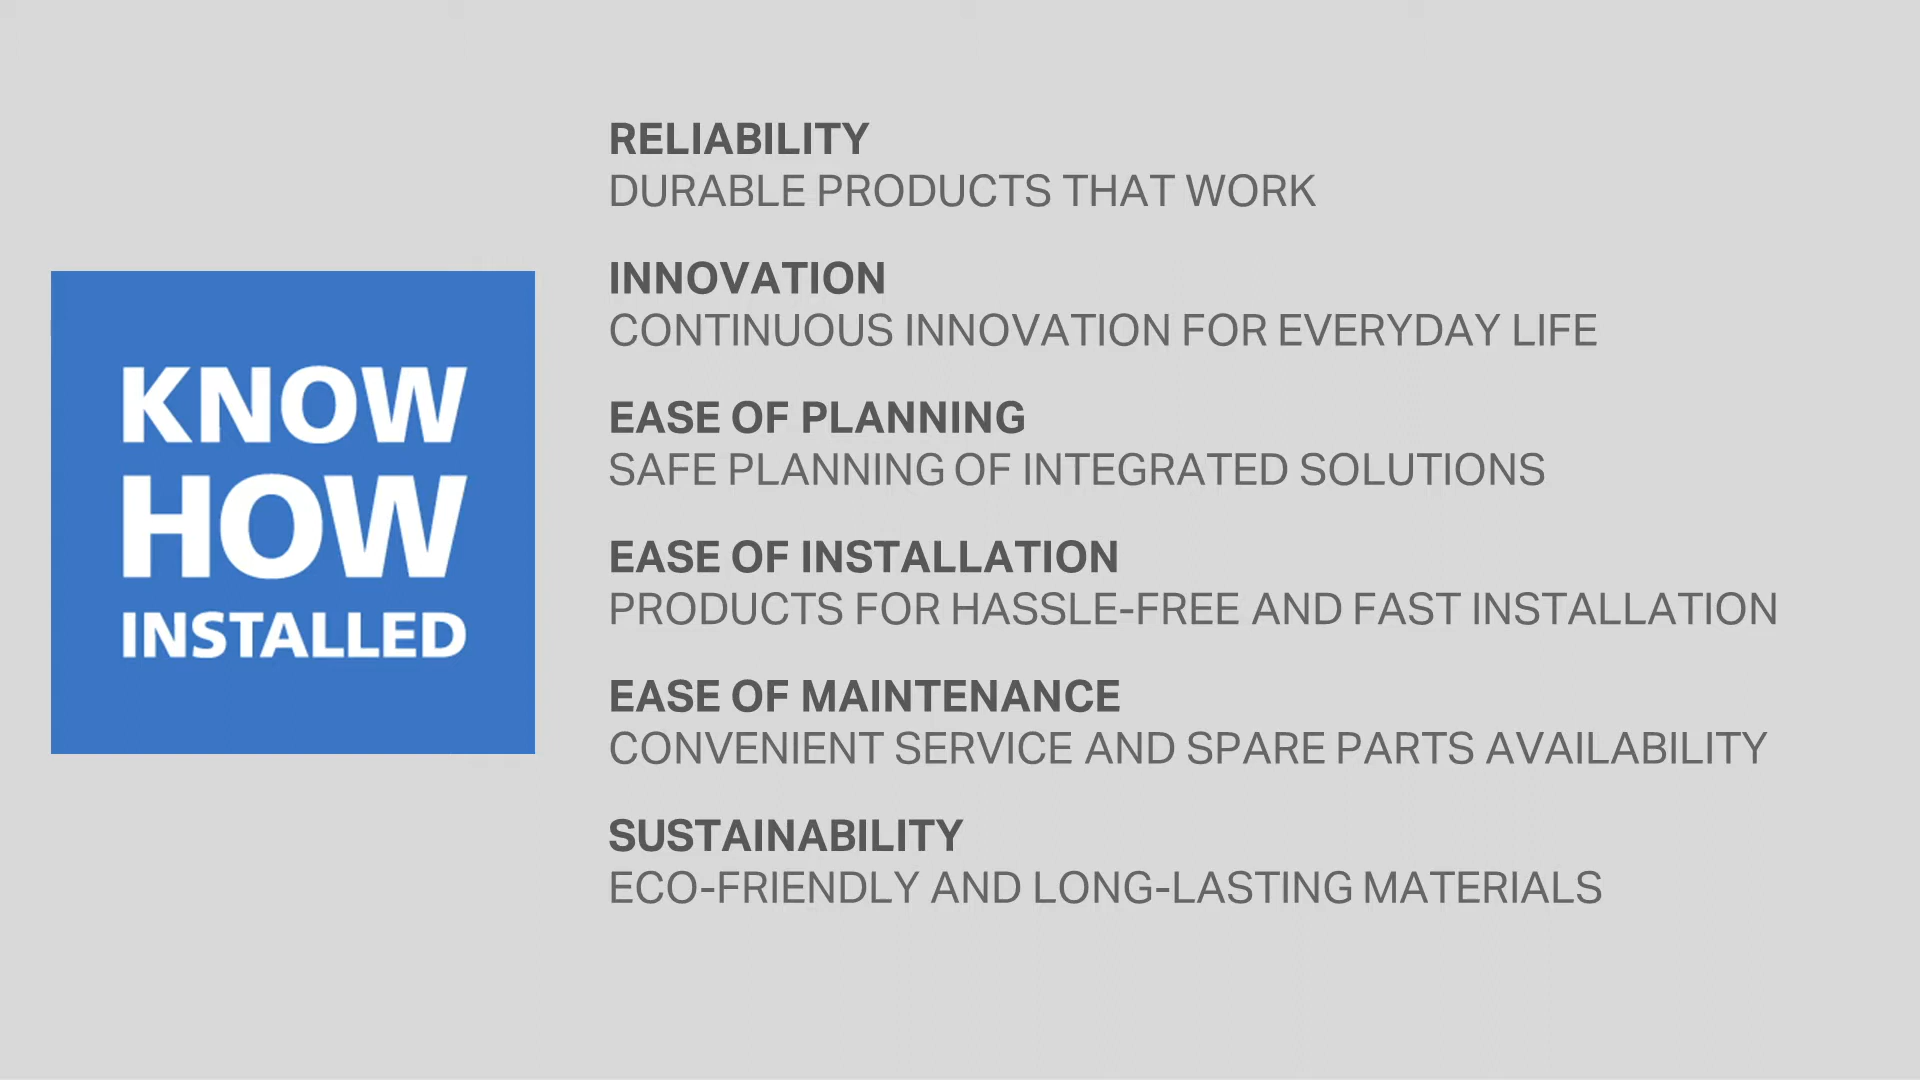 KNOW
HOW
INSTALLED
RELIABILITY
DURABLE PRODUCTS THAT WORK
INNOVATION
CONTINUOUS INNOVATION FOR EVERYDAY LIFE
EASE OF PLANNING
SAFE PLANNING OF INTEGRATED SOLUTIONS
EASE OF INSTALLATION
PRODUCTS FOR HASSLE-FREE AND FAST INSTALLATION
EASE OF MAINTENANCE
CONVENIENT SERVICE AND SPARE PARTS AVAILABILITY
SUSTAINABILITY
ECO-FRIENDLY AND LONG-LASTING MATERIALS